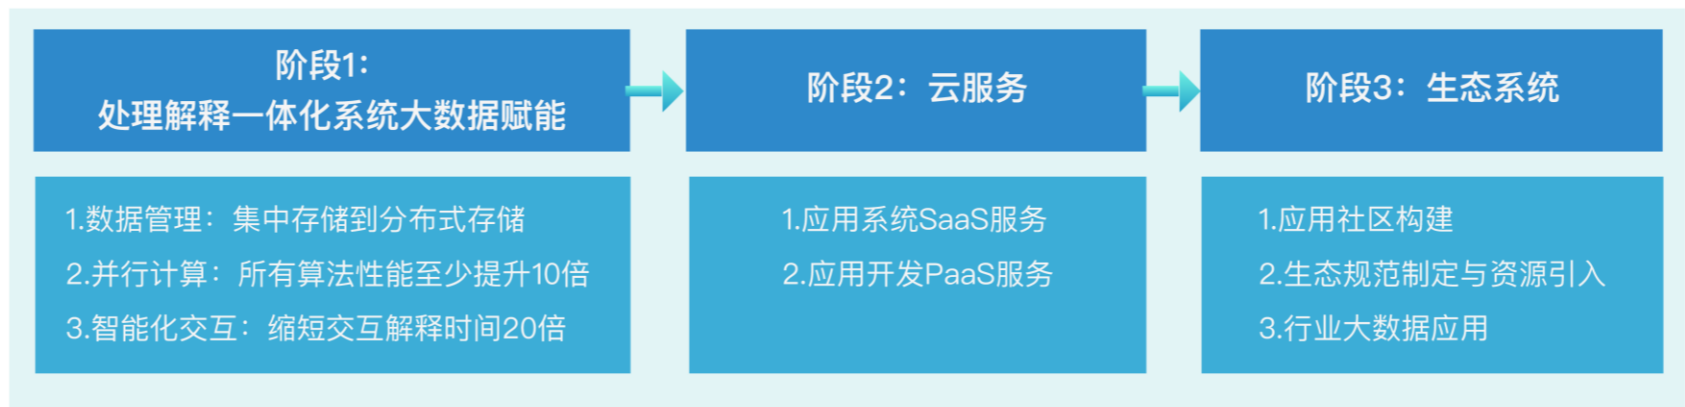 阶段1：
处理解释一体化系统大数据赋能
1.数据管理：集中存储到分布式存储
2.并行计算：所有算法性能至少提升10倍
3.智能化交互：缩短交互解释时间20倍
阶段2：云服务
1.应用系统SaaS服务
2.应用开发PaaS服务
阶段3：生态系统
1.应用社区构建
2.生态规范制定与资源引入
3.行业大数据应用